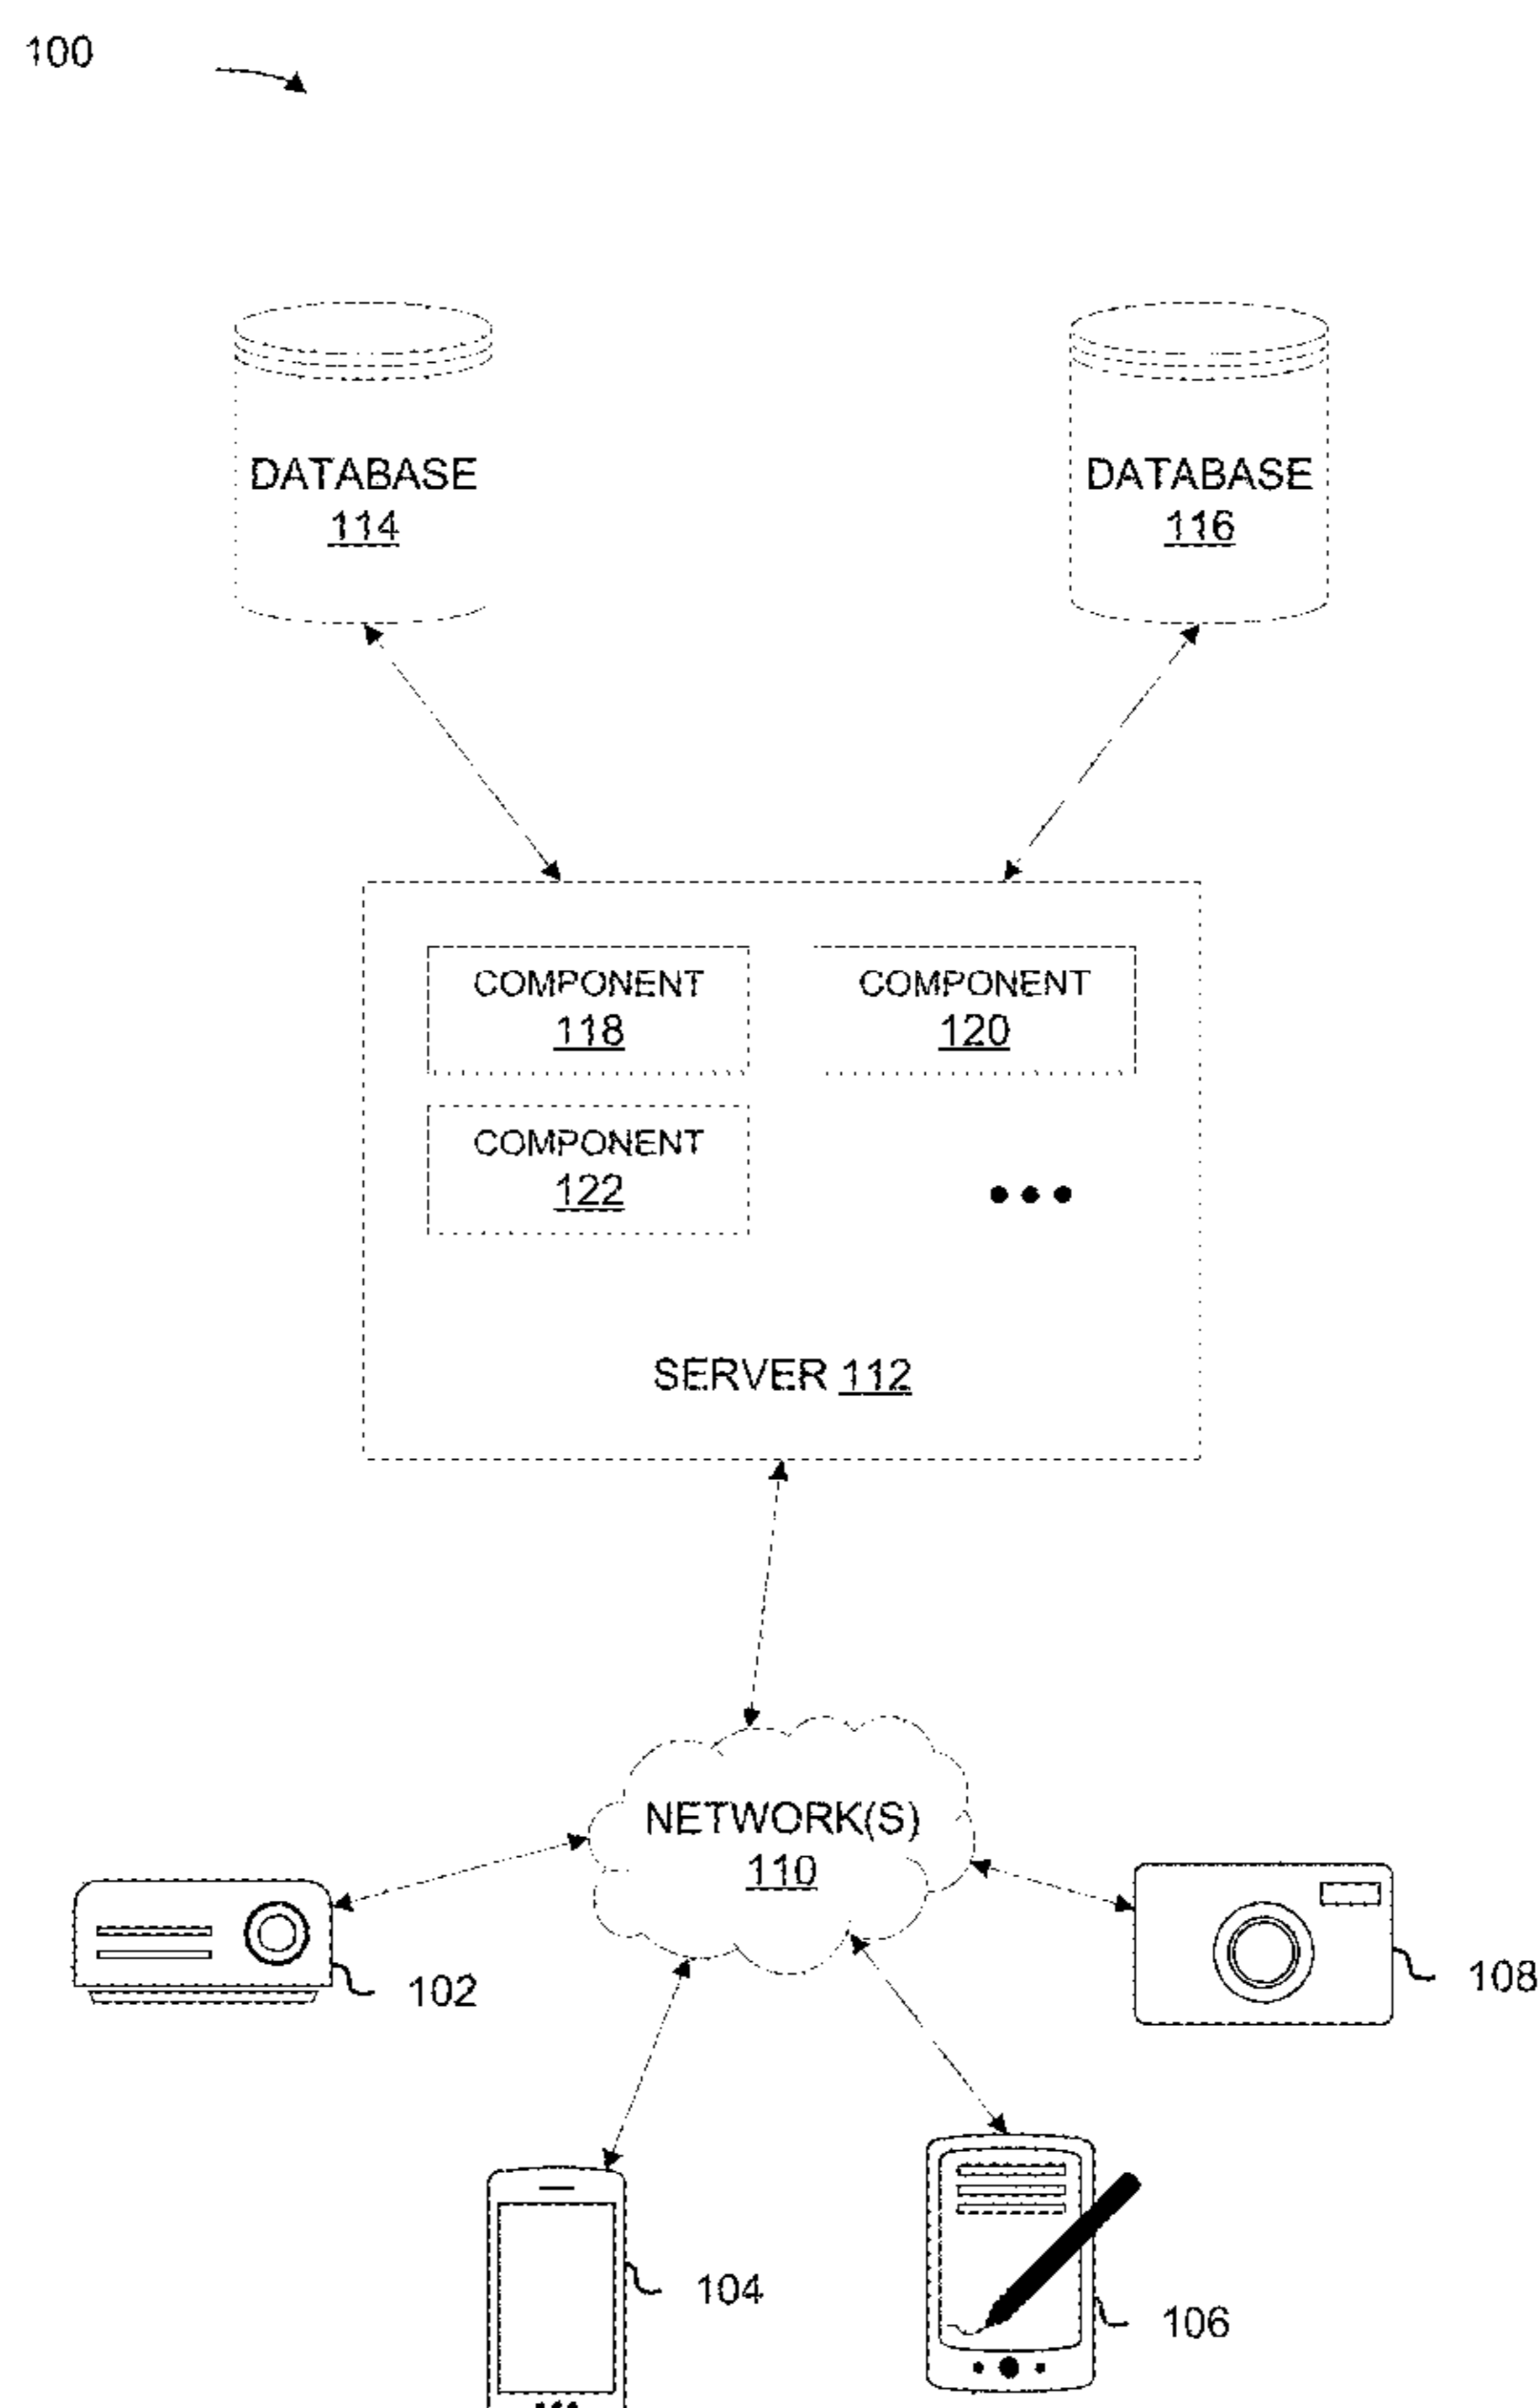 100
DATABASE
114
DATABASE
116
COMPONENT
118
COMPONENT
120
COMPONENT
122
SERVER 112
NETWORK(S)
110
102
108
104
106